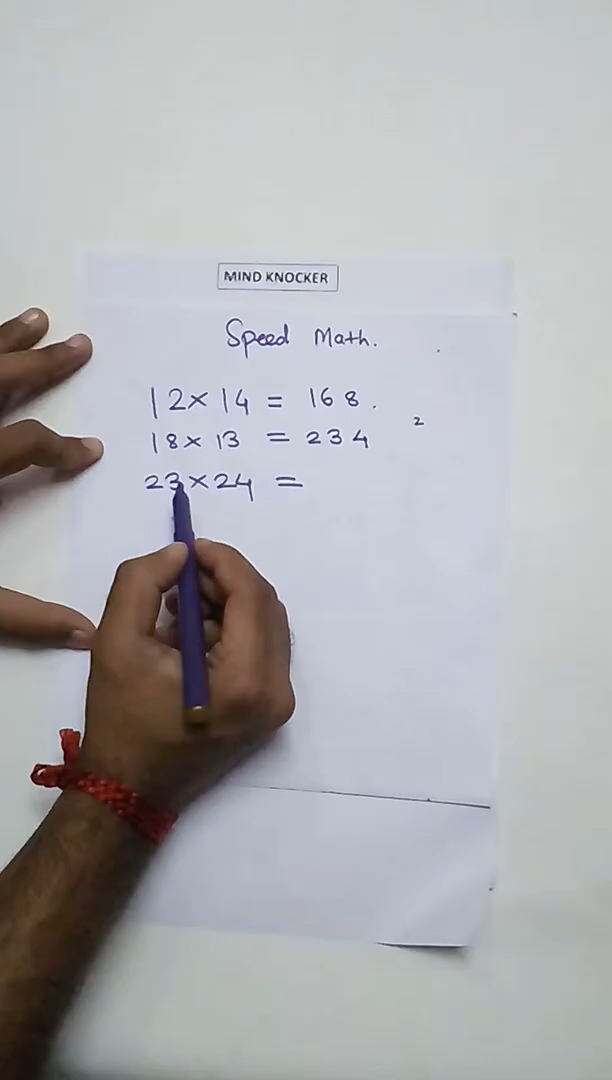 MIND KNOCKER
Speed Math.
12 × 14 = 168.
2
18 × 13 = 234
23 × 24 =